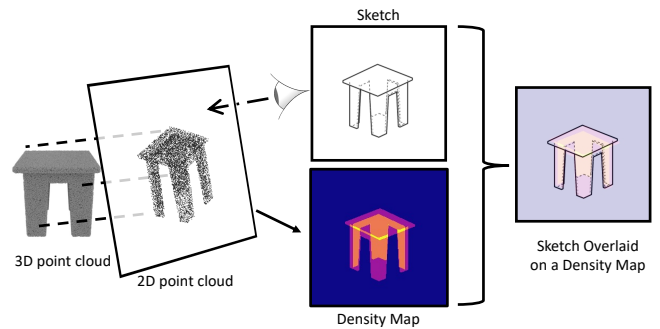 Sketch
3D point cloud
2D point cloud
Density Map
Sketch Overlaid
on a Density Map